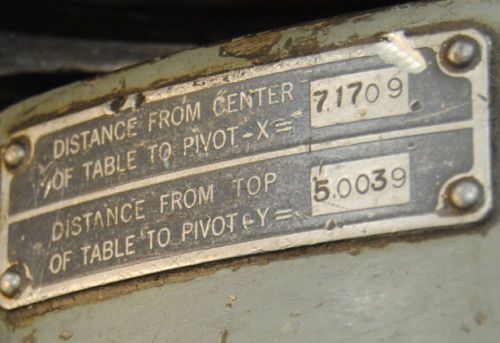 DISTANCE FROM CENTER
OF TABLE TO PIVOT-X= 7.1709
DISTANCE FROM TOP
OF TABLE TO PIVOT-Y= 5.0039